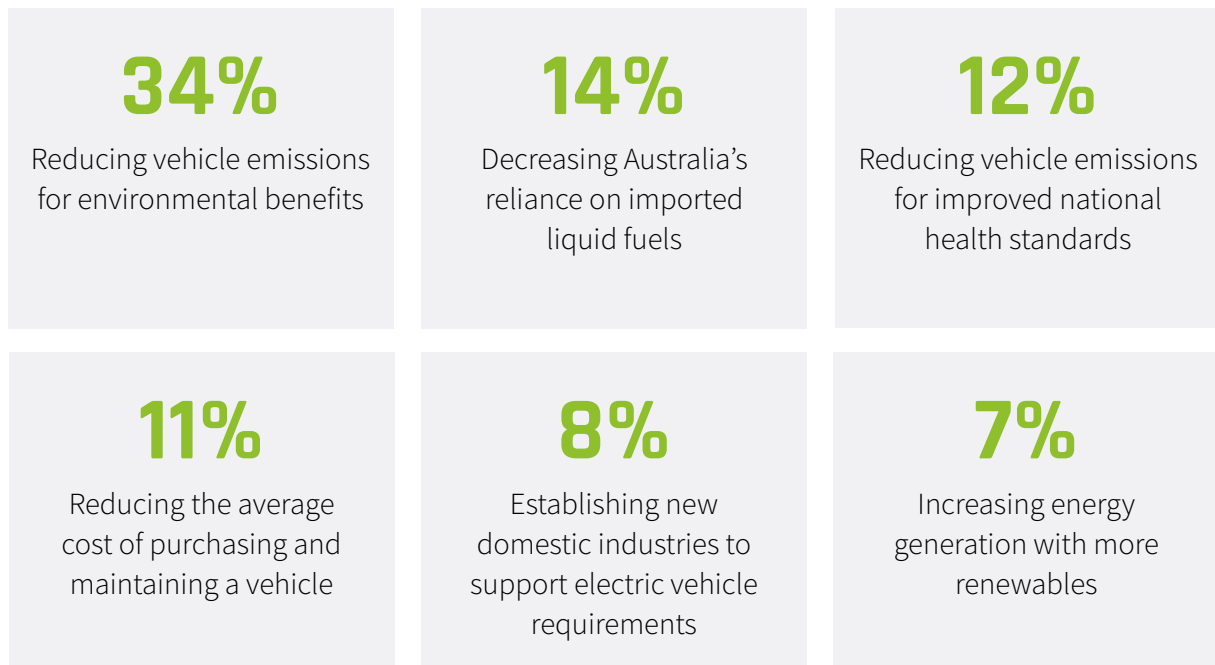 34%
Reducing vehicle emissions
for environmental benefits
14%
Decreasing Australia’s
reliance on imported
liquid fuels
12%
Reducing vehicle emissions
for improved national
health standards
11%
Reducing the average
cost of purchasing and
maintaining a vehicle
8%
Establishing new
domestic industries to
support electric vehicle
requirements
7%
Increasing energy
generation with more
renewables